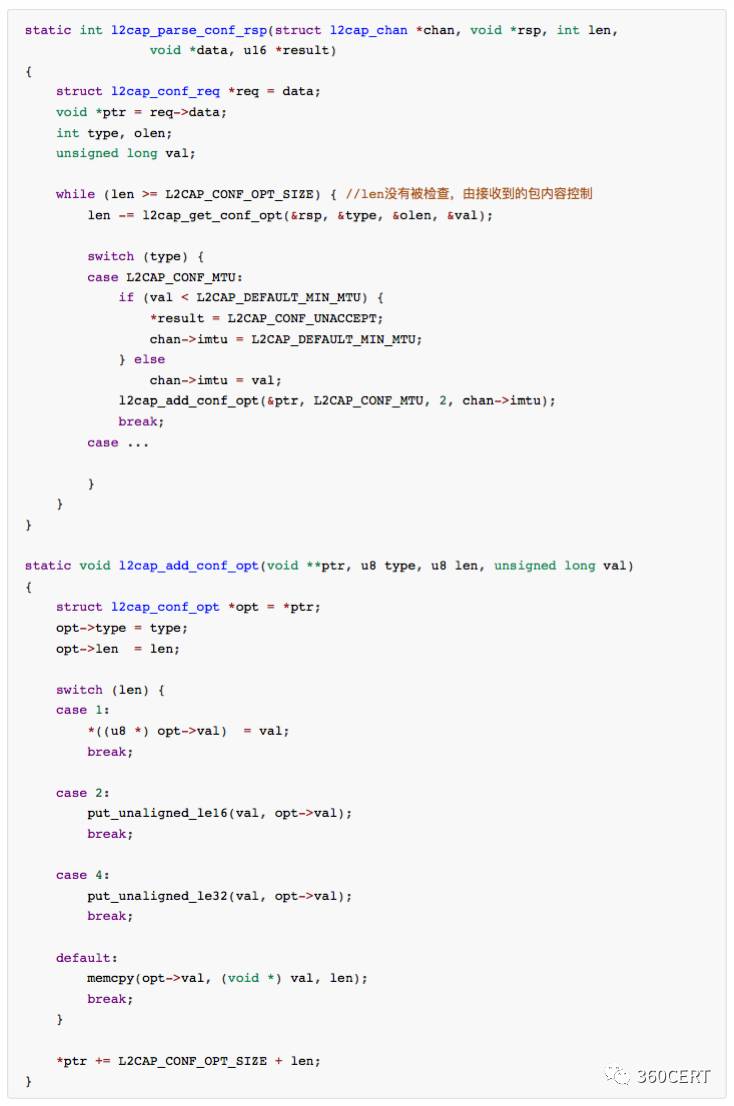 static int l2cap_parse_conf_rsp(struct l2cap_chan *chan, void *rsp, int len,
                void *data, u16 *result)
{
    struct l2cap_conf_req *req = data;
    void *ptr = req->data;
    int type, olen;
    unsigned long val;

    while (len >= L2CAP_CONF_OPT_SIZE) { //len没有被检查，由接收到的包内容控制
        len -= l2cap_get_conf_opt(&rsp, &type, &olen, &val);

        switch (type) {
        case L2CAP_CONF_MTU:
            if (val < L2CAP_DEFAULT_MIN_MTU) {
                *result = L2CAP_CONF_UNACCEPT;
                chan->imtu = L2CAP_DEFAULT_MIN_MTU;
            } else
                chan->imtu = val;
            l2cap_add_conf_opt(&ptr, L2CAP_CONF_MTU, 2, chan->imtu);
            break;
        case ...

        }
    }
}

static void l2cap_add_conf_opt(void **ptr, u8 type, u8 len, unsigned long val)
{
    struct l2cap_conf_opt *opt = *ptr;
    opt->type = type;
    opt->len  = len;

    switch (len) {
    case 1:
        *((u8 *) opt->val)  = val;
        break;

    case 2:
        put_unaligned_le16(val, opt->val);
        break;

    case 4:
        put_unaligned_le32(val, opt->val);
        break;

    default:
        memcpy(opt->val, (void *) val, len);
        break;
    }

    *ptr += L2CAP_CONF_OPT_SIZE + len;
}
360CERT